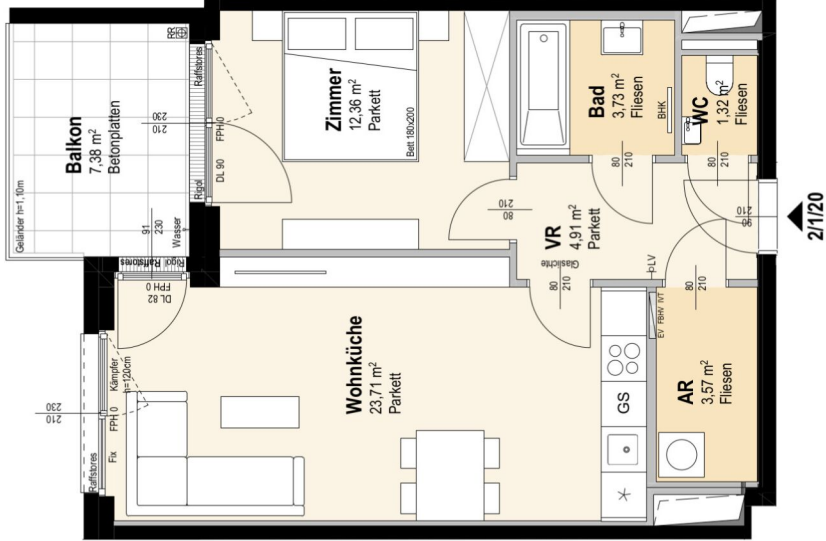 Geländer h=1,10m
Balkon
7,38 m²
Betonplatten
230
210
91
230
Wasser
Rigol
Raffstores
FPH 0
DL 90
Zimmer
12,36 m²
Parkett
Bett 180x200
Bad
3,73 m²
Fliesen
BHK
WC
1,32 m²
Fliesen
80
210
80
210
80
210
VR
4,91 m²
Parkett
Glaslichte
90
210
2/1/20
Rigol
Raffstores
FPH 0
DL 82
Kämpfer
h=120cm
FPH 0
Fix
Raffstores
230
210
Wohnküche
23,71 m²
Parkett
80
210
80
210
EV FBHV IVT
GS
AR
3,57 m²
Fliesen